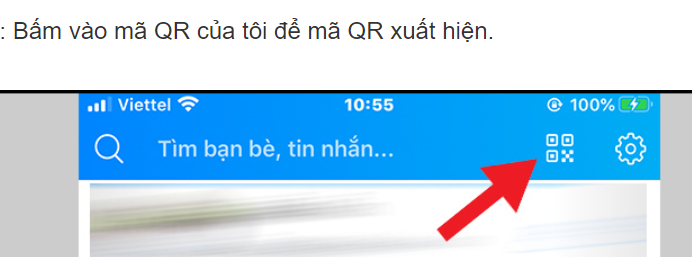 : Bấm vào mã QR của tôi để mã QR xuất hiện.
Viettel 10:55 100%
Tìm bạn bè, tin nhắn...